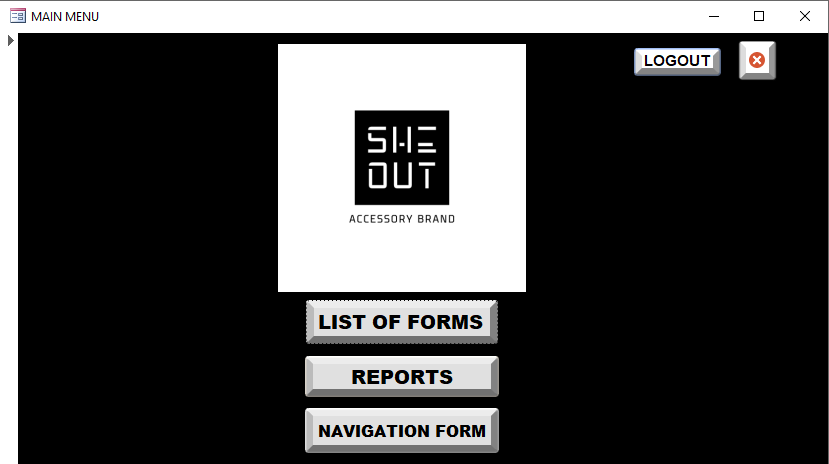 MAIN MENU
LOGOUT
SHE
OUT
ACCESSORY BRAND
LIST OF FORMS
REPORTS
NAVIGATION FORM